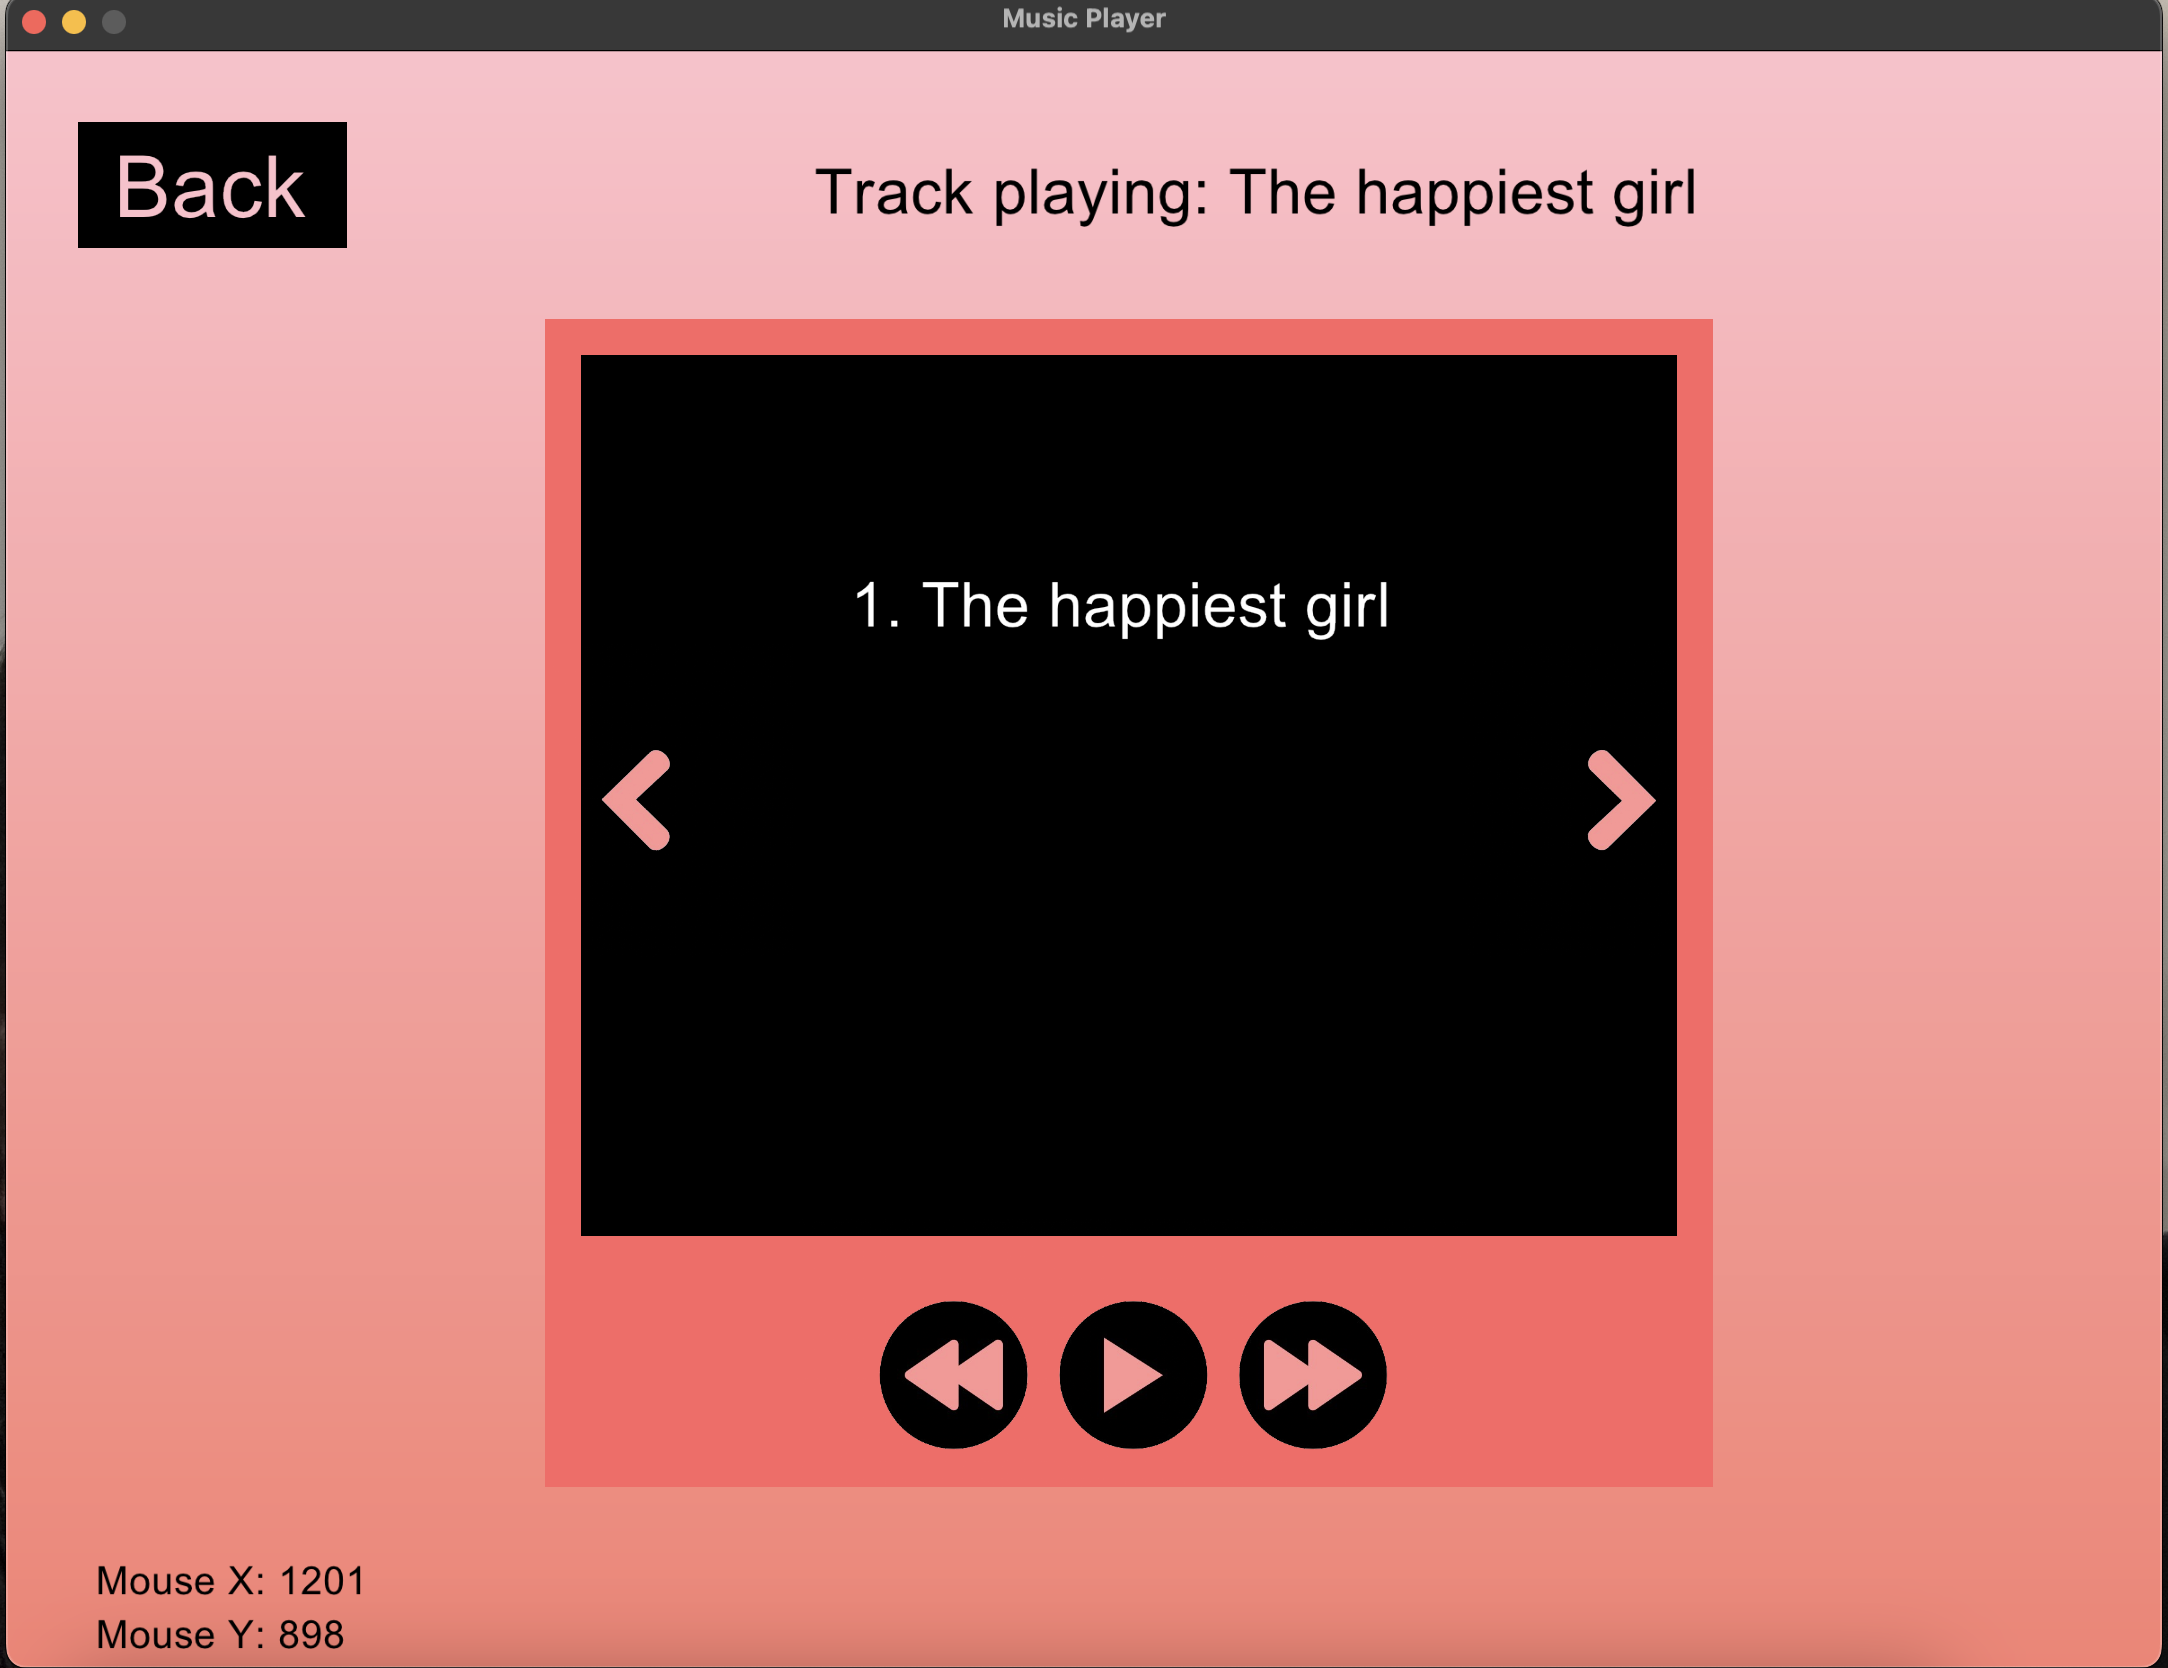 Music Player
Back
Track playing: The happiest girl
1. The happiest girl
Mouse X: 1201
Mouse Y: 898